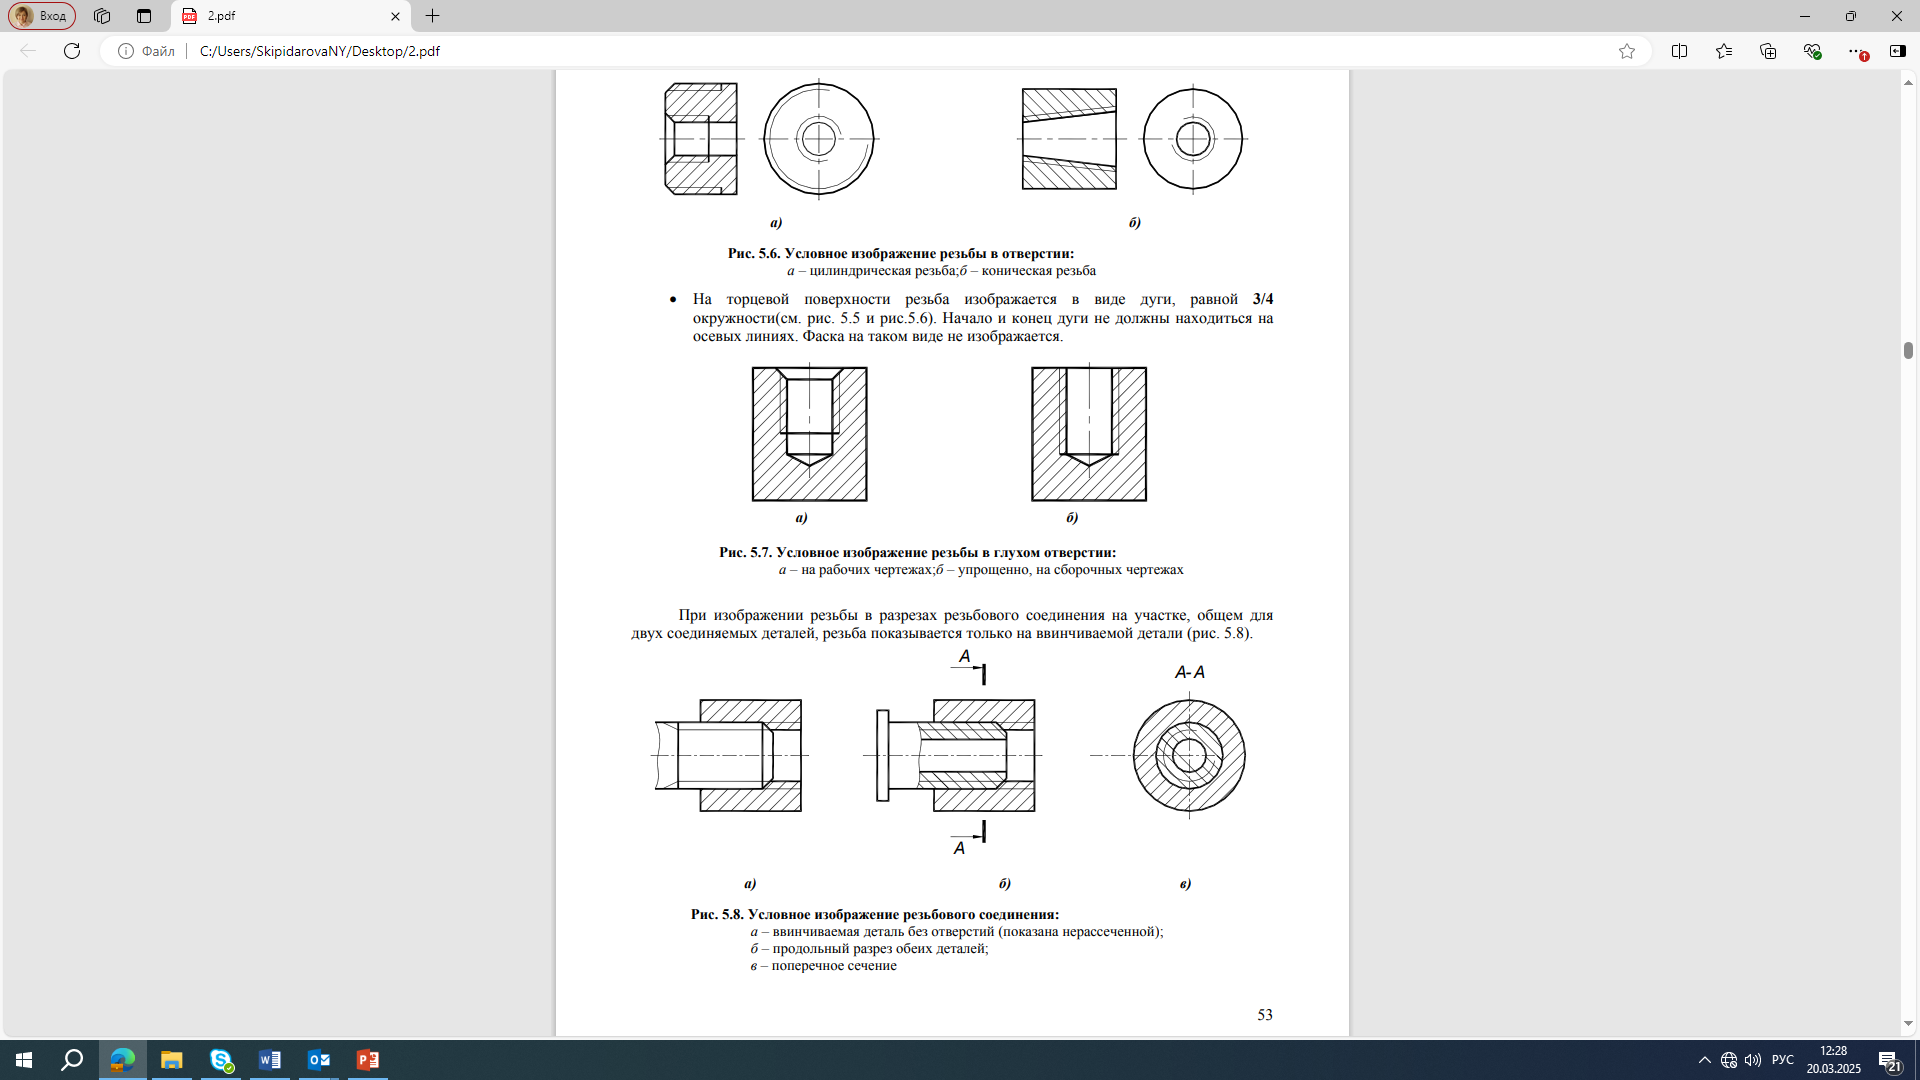 Вход
2.pdf
Файл
C:/Users/SkipidarovaNY/Desktop/2.pdf
а)
б)
Рис. 5.6. Условное изображение резьбы в отверстии:
а – цилиндрическая резьба;б – коническая резьба
• На торцевой поверхности резьба изображается в виде дуги, равной 3/4
окружности(см. рис. 5.5 и рис.5.6). Начало и конец дуги не должны находиться на
осевых линиях. Фаска на таком виде не изображается.
а)
б)
Рис. 5.7. Условное изображение резьбы в глухом отверстии:
а – на рабочих чертежах;б – упрощенно, на сборочных чертежах
При изображении резьбы в разрезах резьбового соединения на участке, общем для
двух соединяемых деталей, резьба показывается только на ввинчиваемой детали (рис. 5.8).
А
А-А
А
а)
б)
в)
Рис. 5.8. Условное изображение резьбового соединения:
а – ввинчиваемая деталь без отверстий (показана нерассеченной);
б – продольный разрез обеих деталей;
в – поперечное сечение
53
РУС
12:28
20.03.2025
21